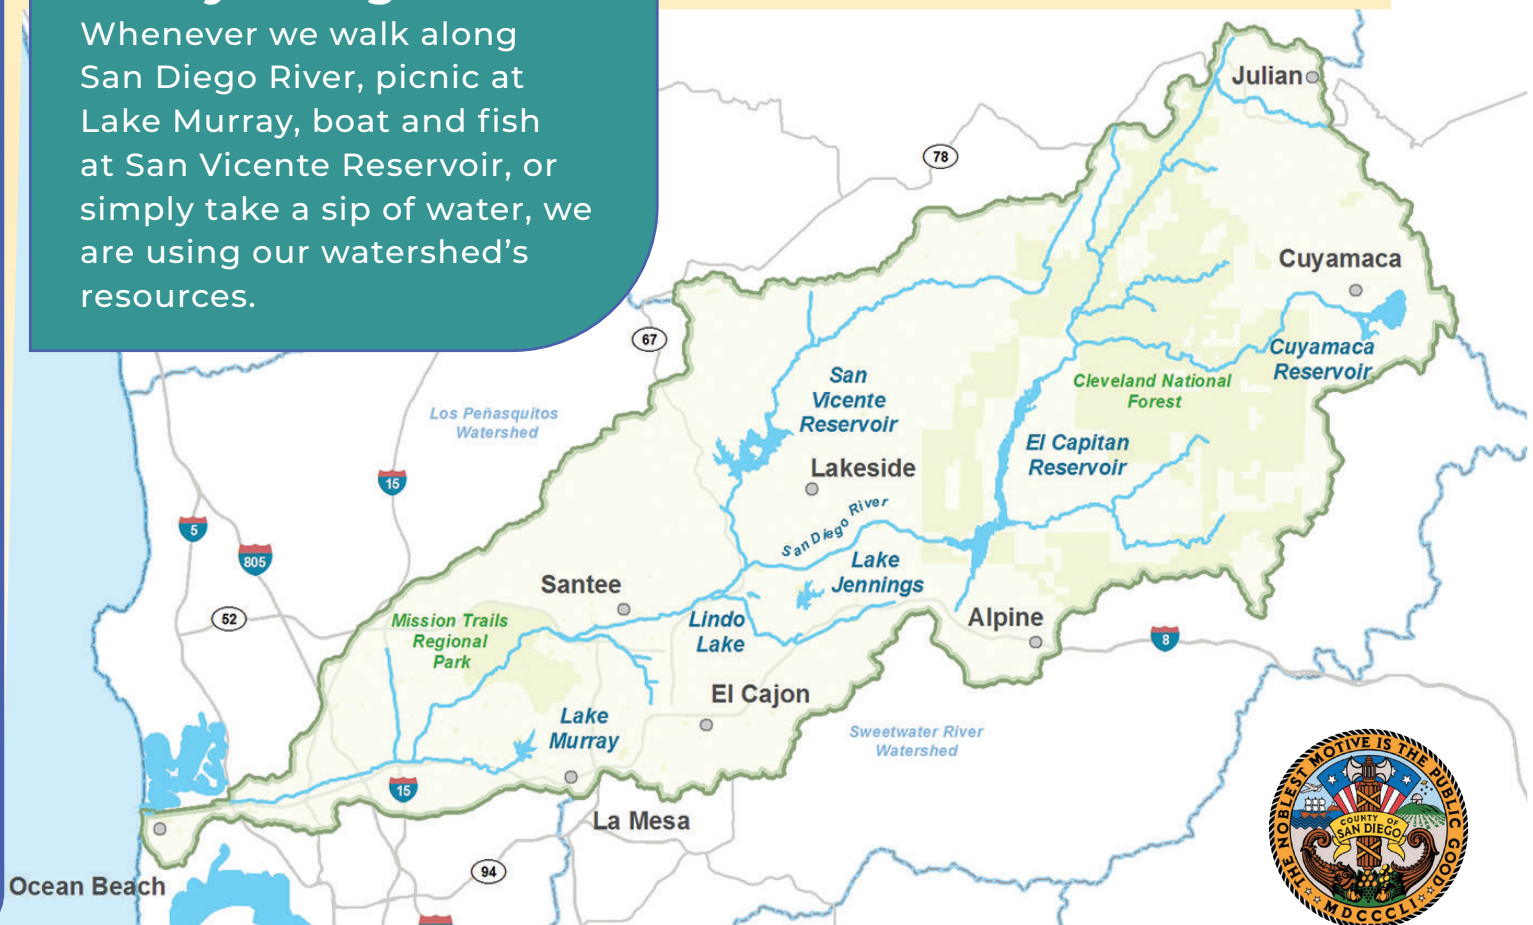 Whenever we walk along
San Diego River, picnic at
Lake Murray, boat and fish
at San Vicente Reservoir, or
simply take a sip of water, we
are using our watershed’s
resources.
Julian
78
Cuyamaca
67
Cuyamaca
Reservoir
San
Vicente
Reservoir
Cleveland National
Forest
Los Peñasquitos
Watershed
El Capitan
Reservoir
Lakeside
15
San Diego River
5
805
Lake
Jennings
Santee
52
Mission Trails
Regional
Park
Lindo
Lake
Alpine
8
El Cajon
Lake
Murray
Sweetwater River
Watershed
15
La Mesa
94
Ocean Beach
THE NOBLEST MOTIVE IS THE PUBLIC GOOD
COUNTY OF
SAN DIEGO
MDCCCLI